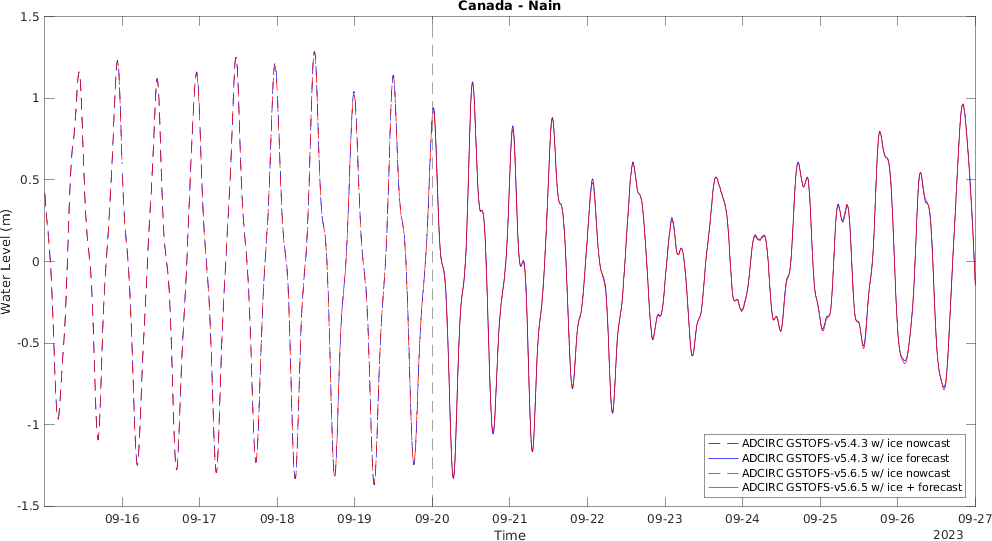 Canada - Nain
1.5
1
0.5
0
-0.5
-1
-1.5
Water Level (m)
09-16
09-17
09-18
09-19
09-20
09-21
09-22
09-23
09-24
09-25
09-26
09-27
Time
2023
ADCIRC GSTOFS-v5.4.3 w/ ice nowcast
ADCIRC GSTOFS-v5.4.3 w/ ice forecast
ADCIRC GSTOFS-v5.6.5 w/ ice nowcast
ADCIRC GSTOFS-v5.6.5 w/ ice + forecast